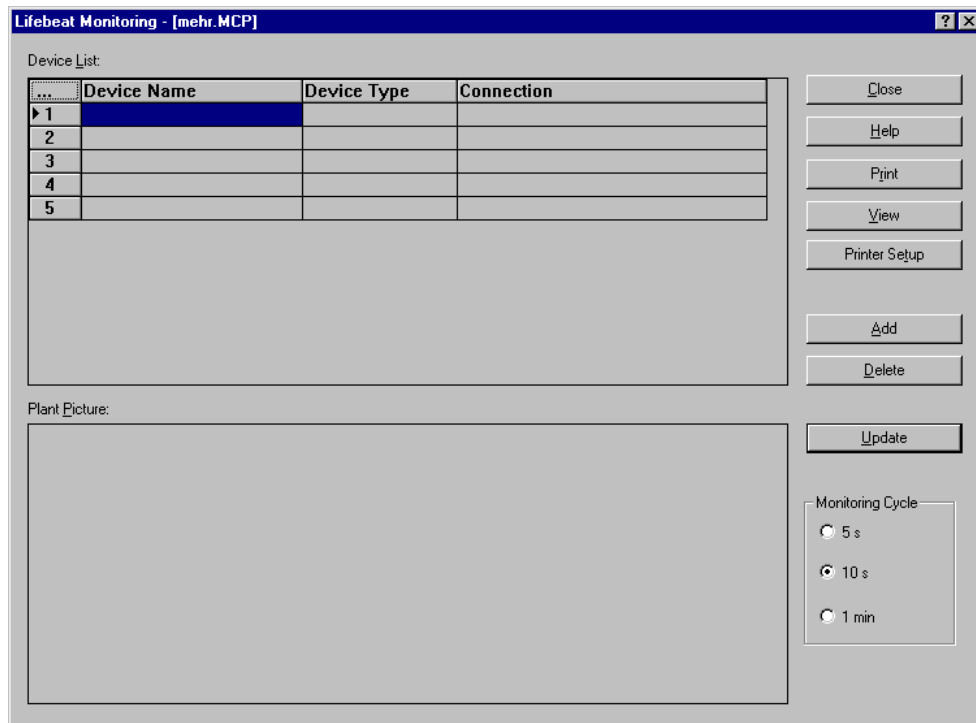 Lifebeat Monitoring - [mehr.MCP]
Device List:
... Device Name Device Type Connection
1
2
3
4
5
Close
Help
Print
View
Printer Setup
Add
Delete
Plant Picture:
Update
Monitoring Cycle
5 s
10 s
1 min